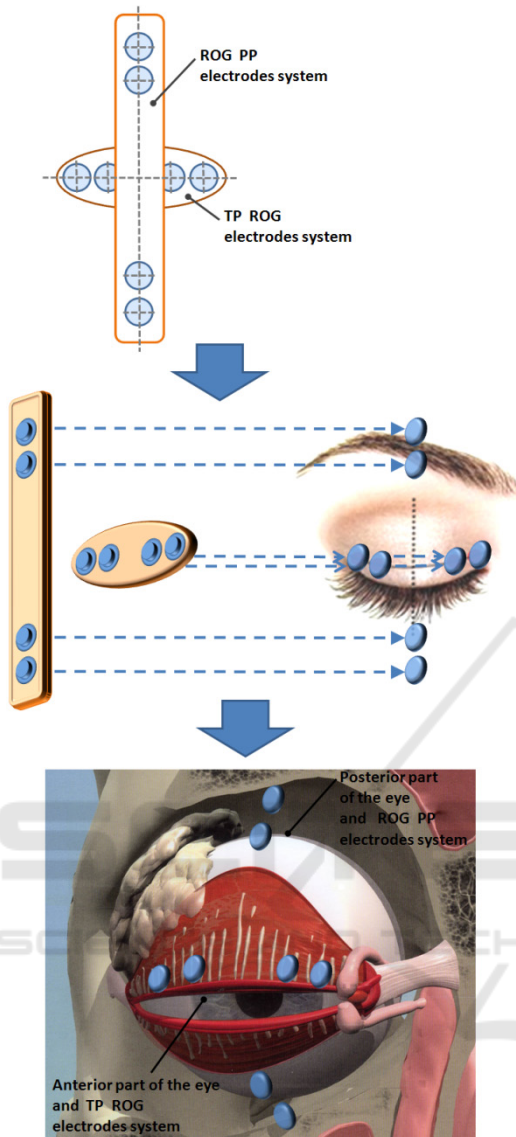 ROG PP
electrodes system
TP ROG
electrodes system
Posterior part
of the eye
and ROG PP
electrodes system
Anterior part of the eye
and TP ROG
electrodes system